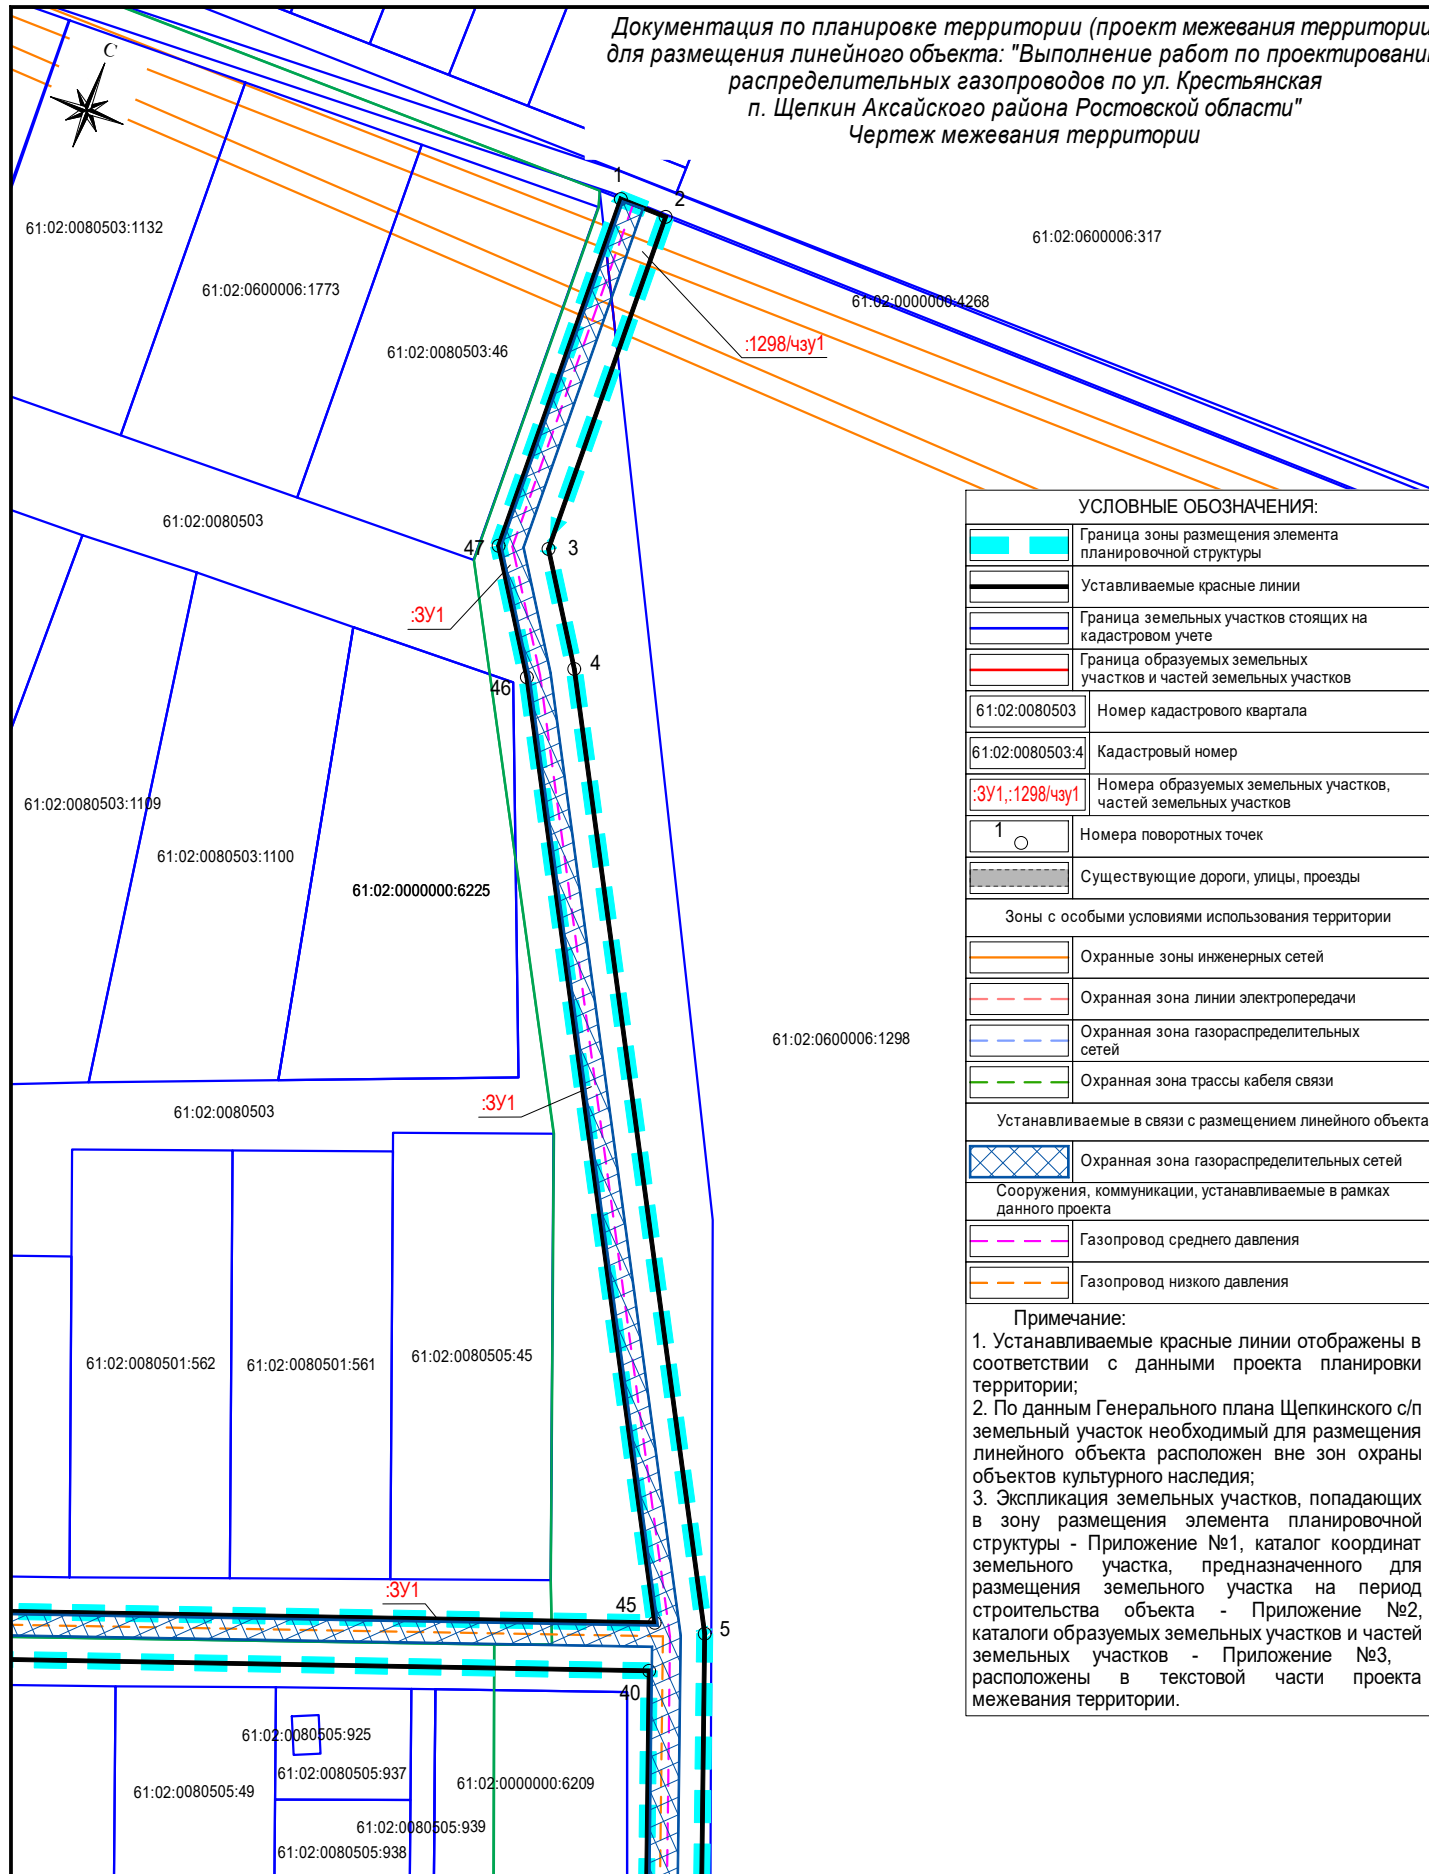 Документация по планировке территории (проект межевания территории
для размещения линейного объекта: "Выполнение работ по проектировани
распределительных газопроводов по ул. Крестьянская
п. Щепкин Аксайского района Ростовской области"
Чертеж межевания территории
С
1
2
61:02:0080503:1132
61:02:0600006:317
61:02:0600006:1773
61:02:0000000:4268
61:02:0080503:46
:1298/чзу1
61:02:0080503
47
3
:ЗУ1
4
46
61:02:0080503:1109
61:02:0080503:1100
61:02:0000000:6225
61:02:0600006:1298
:ЗУ1
61:02:0080503
61:02:0080501:562
61:02:0080501:561
61:02:0080505:45
:ЗУ1
45
5
40
61:02:0080505:925
61:02:0080505:937
61:02:0080505:49
61:02:0000000:6209
61:02:0080505:939
61:02:0080505:938
УСЛОВНЫЕ ОБОЗНАЧЕНИЯ:
Граница зоны размещения элемента
планировочной структуры
Уставливаемые красные линии
Граница земельных участков стоящих на
кадастровом учете
Граница образуемых земельных
участков и частей земельных участков
61:02:0080503
Номер кадастрового квартала
61:02:0080503:4
Кадастровый номер
:ЗУ1,:1298/чзу1
Номера образуемых земельных участков,
частей земельных участков
1
Номера поворотных точек
Существующие дороги, улицы, проезды
Зоны с особыми условиями использования территории
Охранные зоны инженерных сетей
Охранная зона линии электропередачи
Охранная зона газораспределительных
сетей
Охранная зона трассы кабеля связи
Устанавливаемые в связи с размещением линейного объекта
Охранная зона газораспределительных сетей
Сооружения, коммуникации, устанавливаемые в рамках
данного проекта
Газопровод среднего давления
Газопровод низкого давления
Примечание:
1. Устанавливаемые красные линии отображены в
соответствии с данными проекта планировки
территории;
2. По данным Генерального плана Щепкинского с/п
земельный участок необходимый для размещения
линейного объекта расположен вне зон охраны
объектов культурного наследия;
3. Экспликация земельных участков, попадающих
в зону размещения элемента планировочной
структуры - Приложение №1, каталог координат
земельного участка, предназначенного для
размещения земельного участка на период
строительства объекта - Приложение №2,
каталоги образуемых земельных участков и частей
земельных участков - Приложение №3,
расположены в текстовой части проекта
межевания территории.